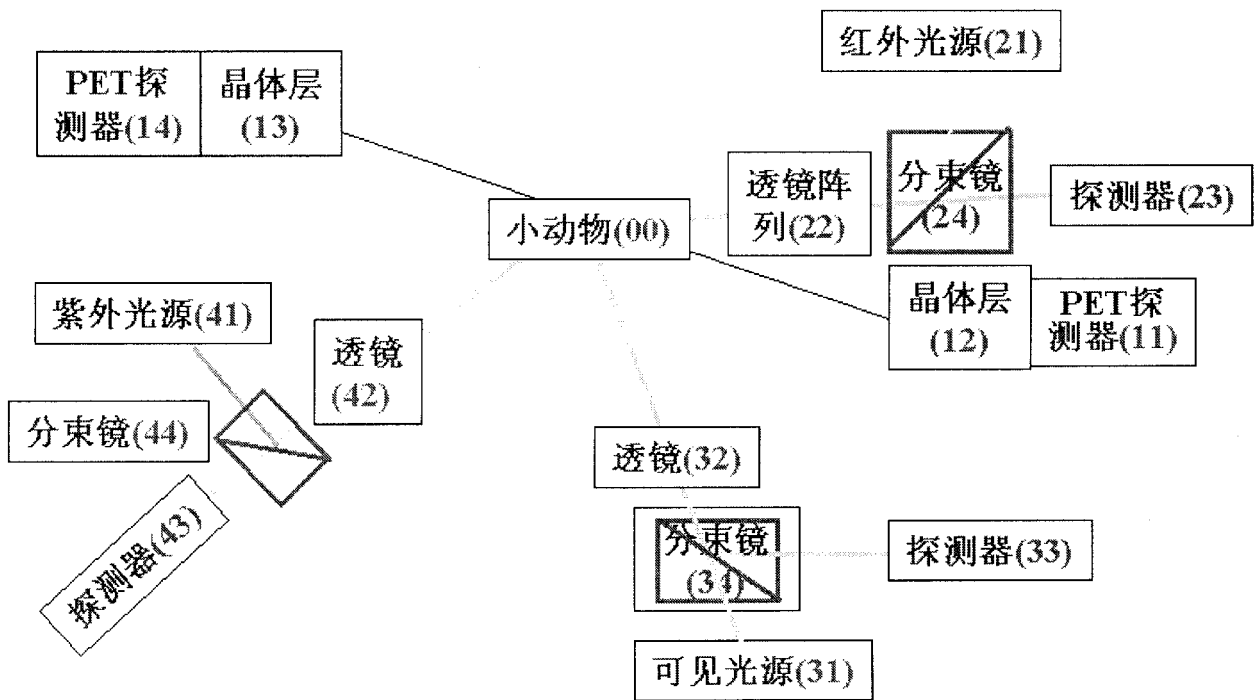 红外光源(21)
PET探
测器(14)
晶体层
(13)
透镜阵
列(22)
分束镜
(24)
探测器(23)
小动物(00)
晶体层
(12)
PET探
测器(11)
紫外光源(41)
透镜
(42)
分束镜(44)
探测器(43)
透镜(32)
分束镜
(34)
探测器(33)
可见光源(31)